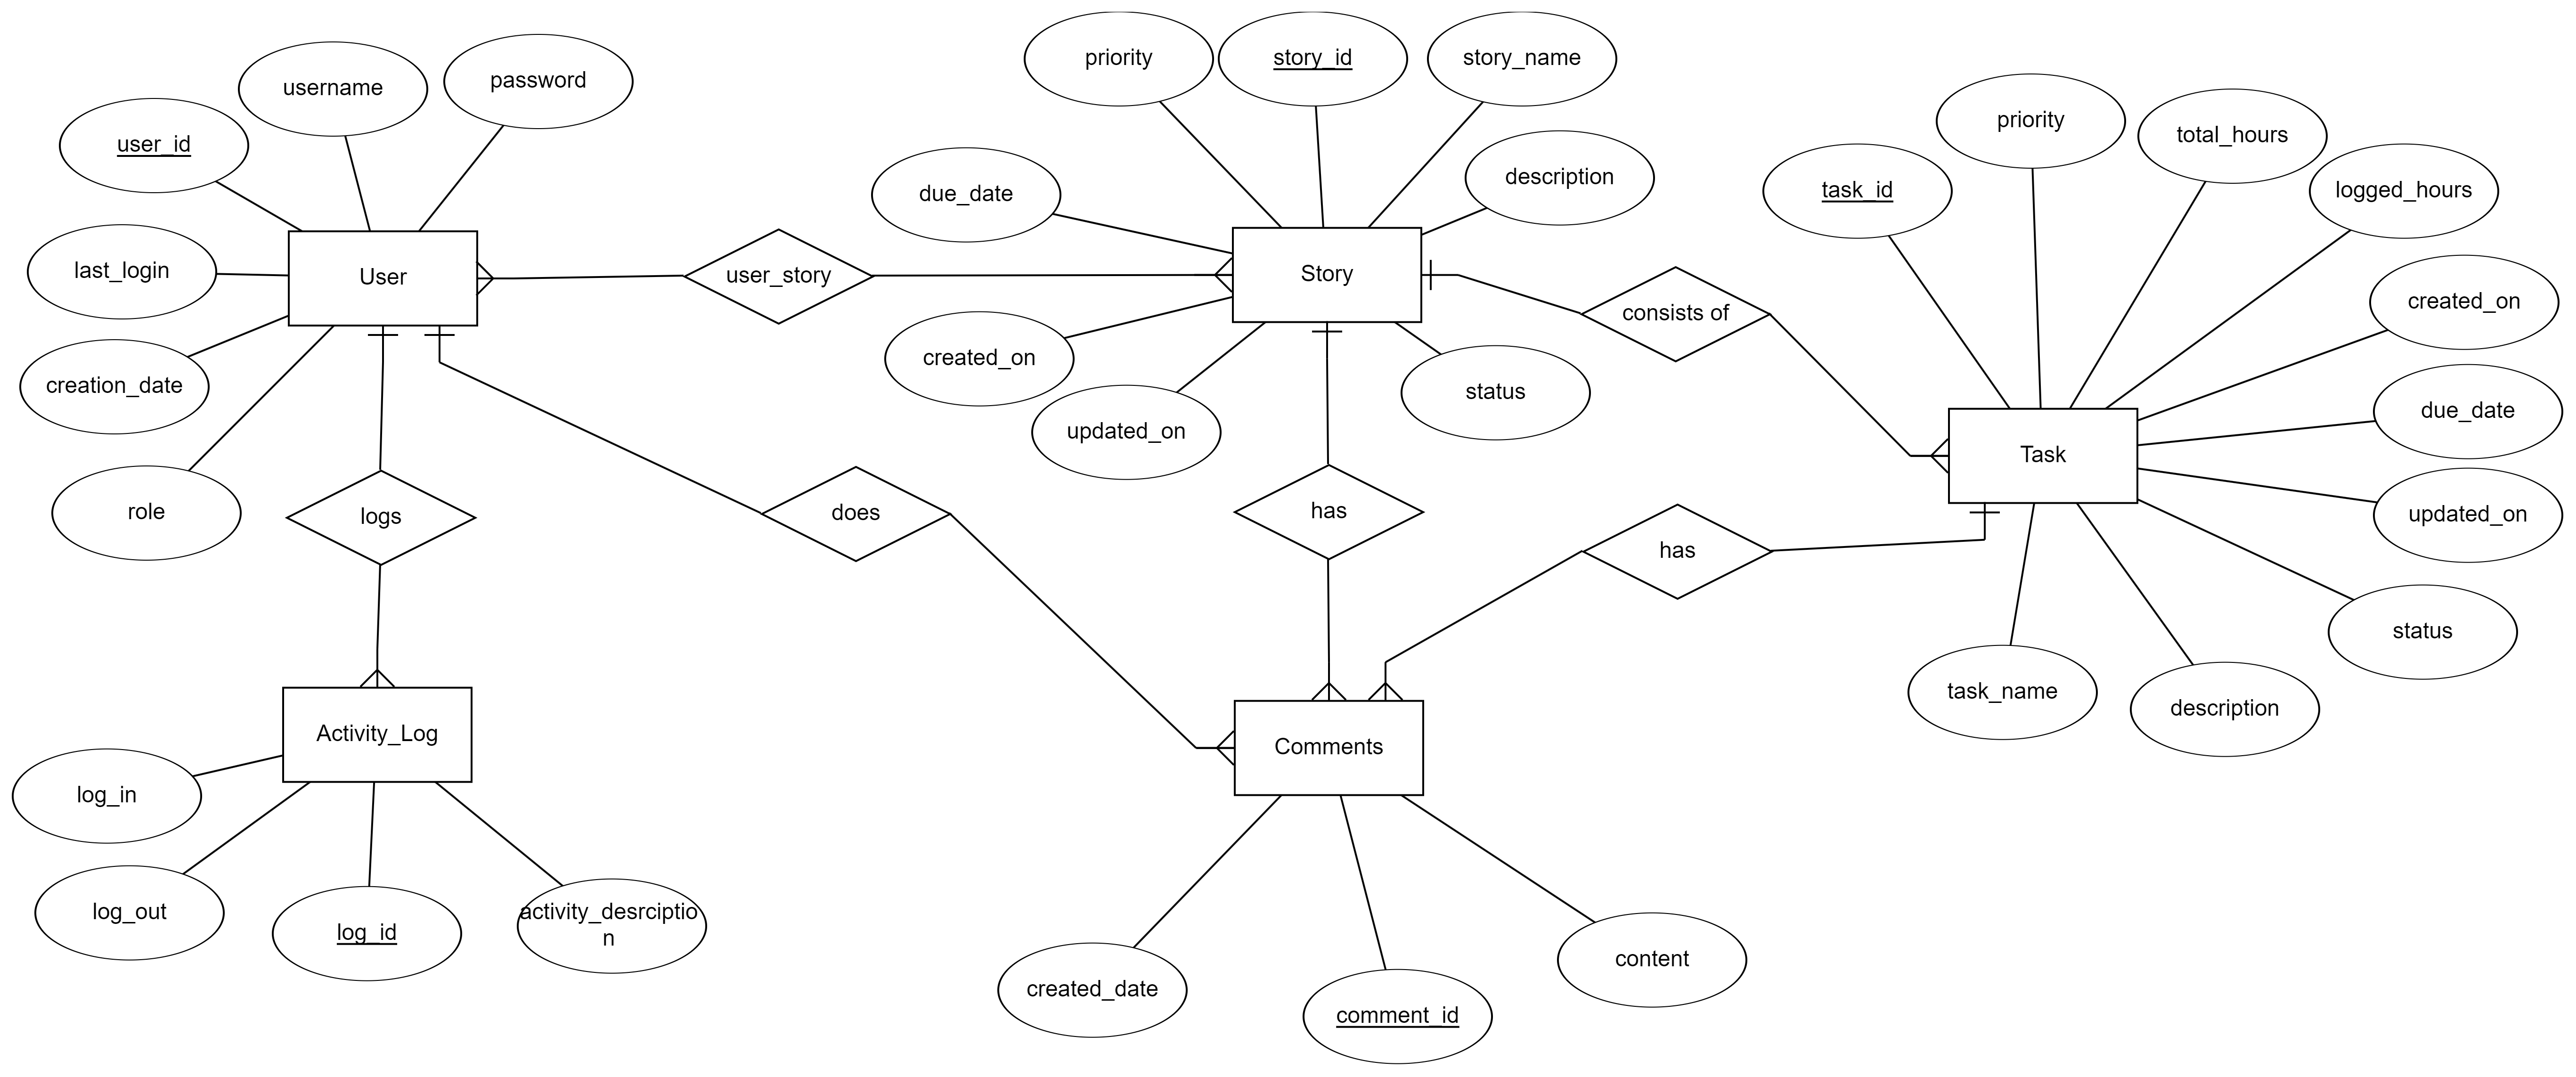 priority
story_id
story_name
username
password
user_id
priority
total_hours
task_id
logged_hours
due_date
description
last_login
User
user_story
Story
consists of
created_on
creation_date
created_on
status
updated_on
Task
due_date
role
logs
does
has
has
updated_on
status
task_name
description
Activity_Log
Comments
log_in
log_out
log_id
activity_desrciptio
n
created_date
comment_id
content